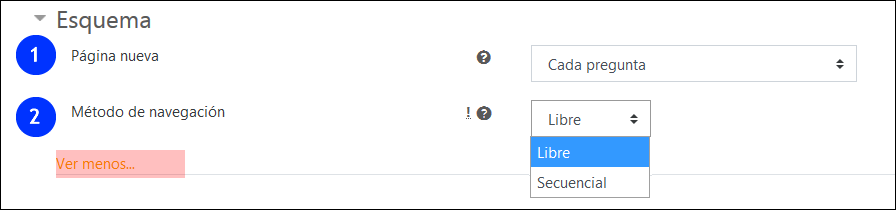 Esquema
1 Página nueva ? Cada pregunta
2 Método de navegación ! ? Libre
Libre
Ver menos...
Secuencial